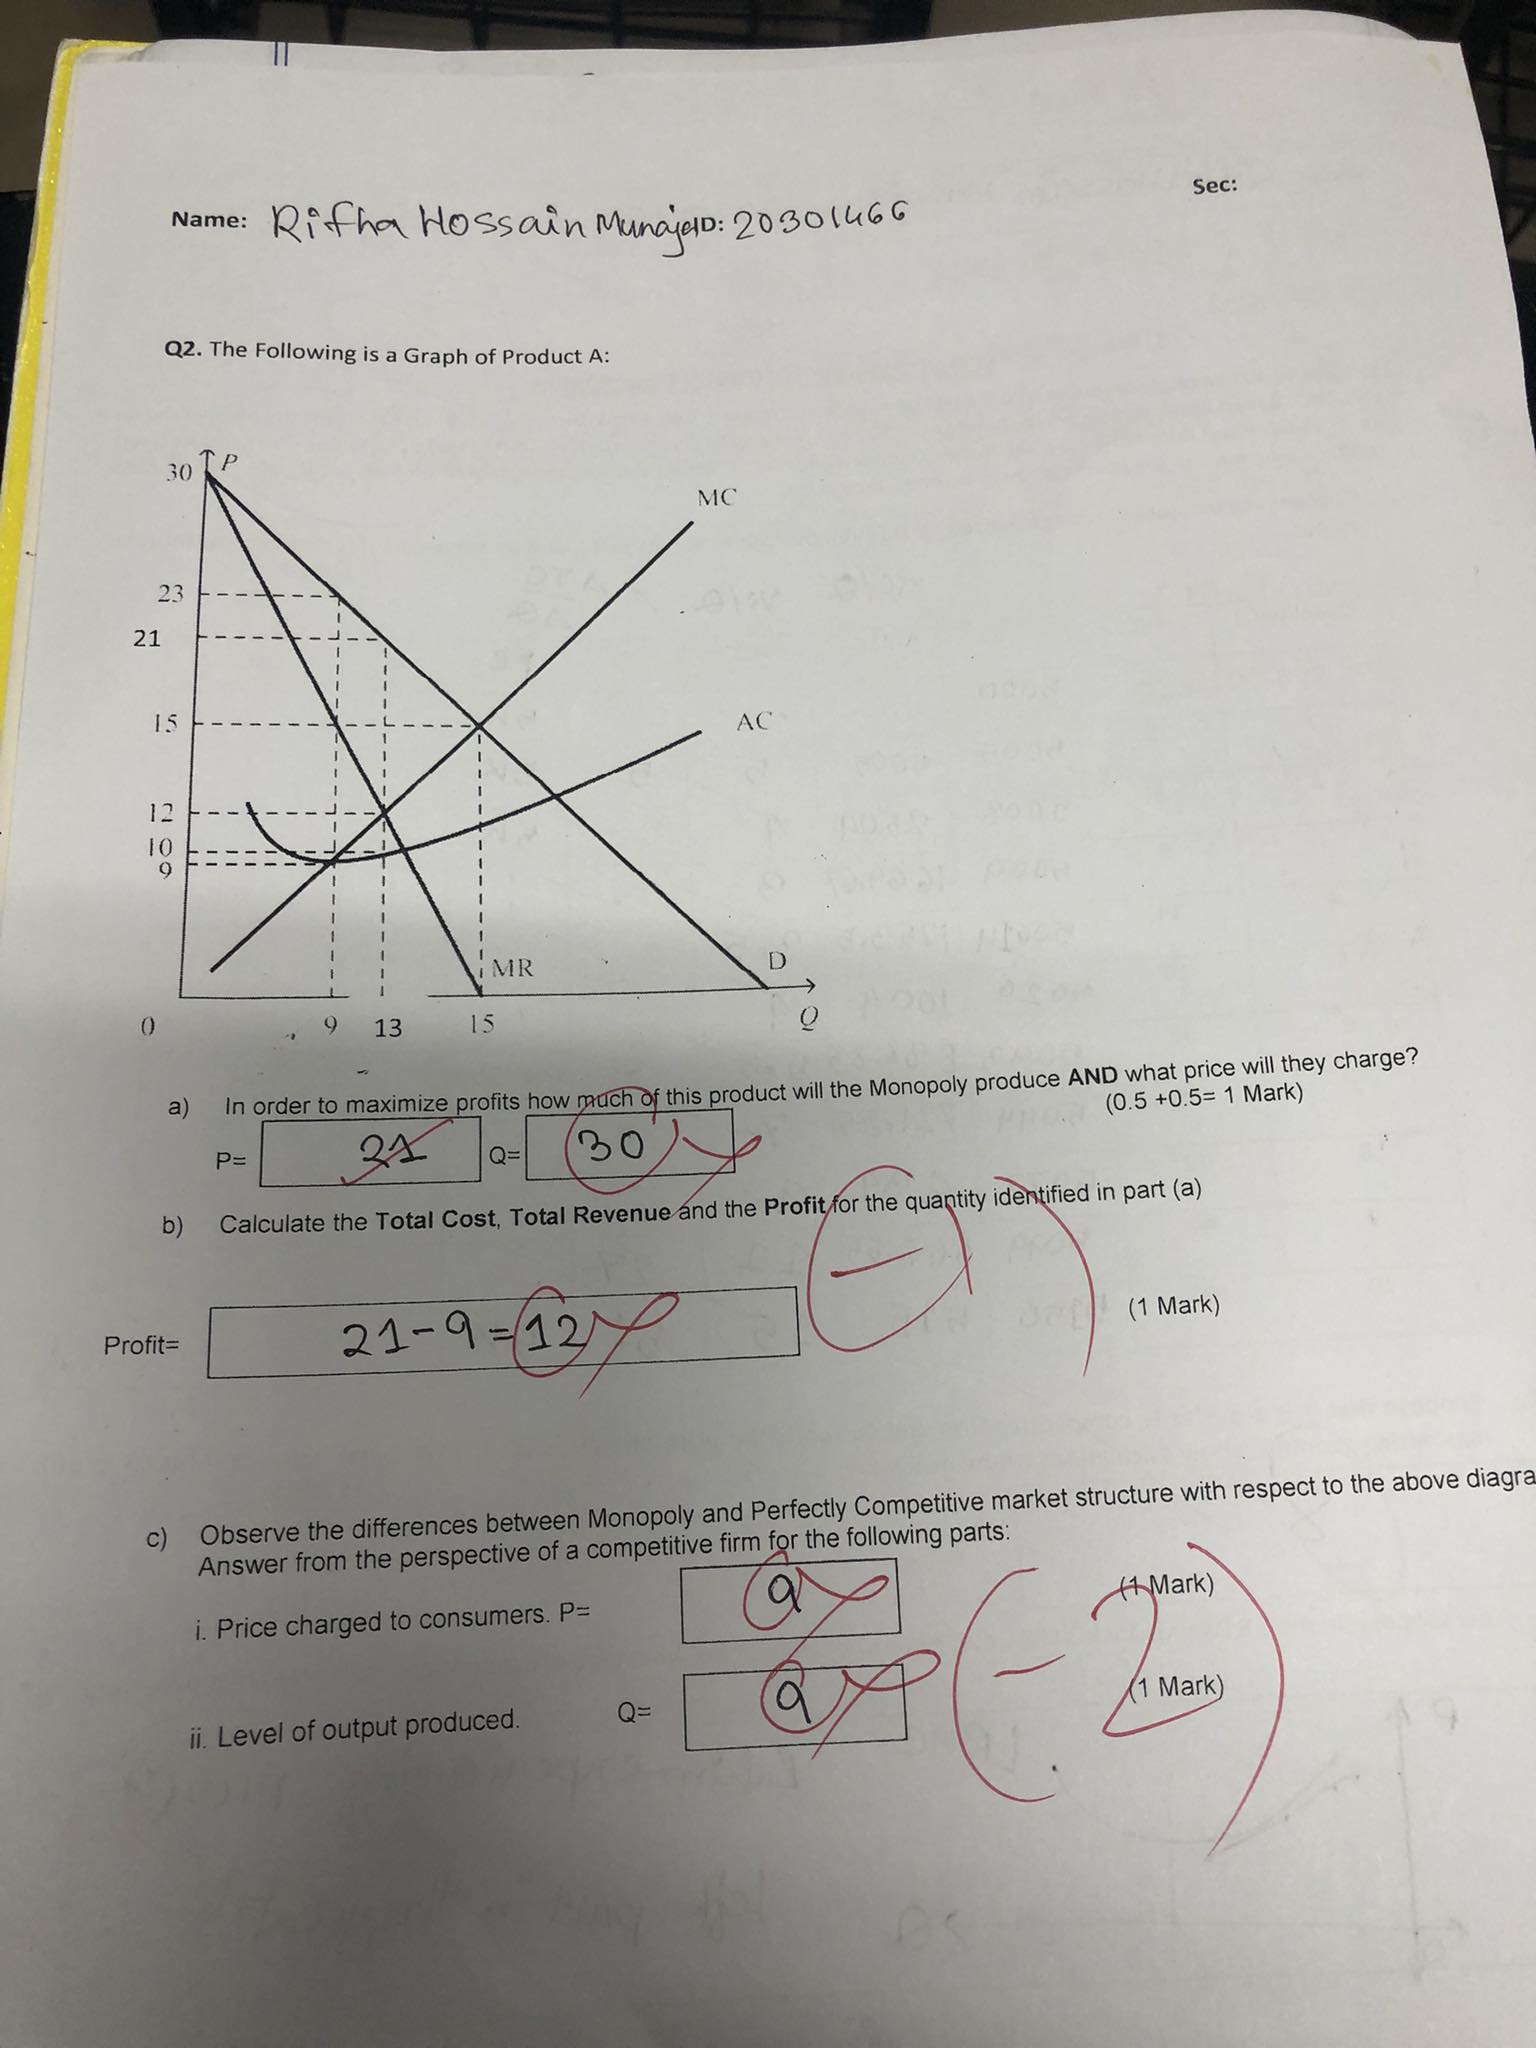 Sec:
Name: Rifha Hossain Munaje ID: 20301466
Q2. The Following is a Graph of Product A:
30 P
MC
23
21
15
AC
12
10
9
MR
D
0 9 13 15 Q
a) In order to maximize profits how much of this product will the Monopoly produce AND what price will they charge?
(0.5 +0.5= 1 Mark)
P= 21 Q= 30
b) Calculate the Total Cost, Total Revenue and the Profit for the quantity identified in part (a)
(-1)
Profit= 21-9=12 (1 Mark)
c) Observe the differences between Monopoly and Perfectly Competitive market structure with respect to the above diagra
Answer from the perspective of a competitive firm for the following parts:
i. Price charged to consumers. P= 9 (1 Mark)
(-2)
ii. Level of output produced. Q= 9 (1 Mark)